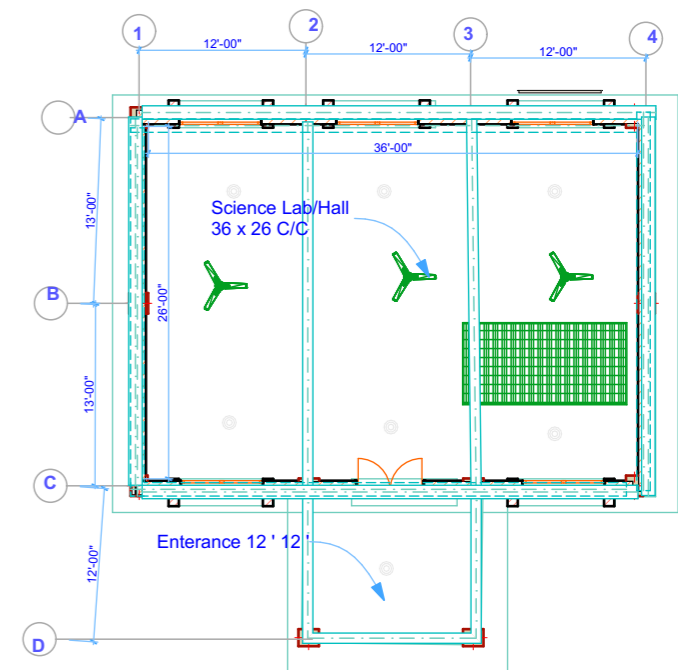 1
2
3
4
12'-00"
12'-00"
12'-00"
A
36'-00"
13'-00"
Science Lab/Hall
36 x 26 C/C
B
26'-00"
13'-00"
C
Enterance 12 ' 12 '
12'-00"
D